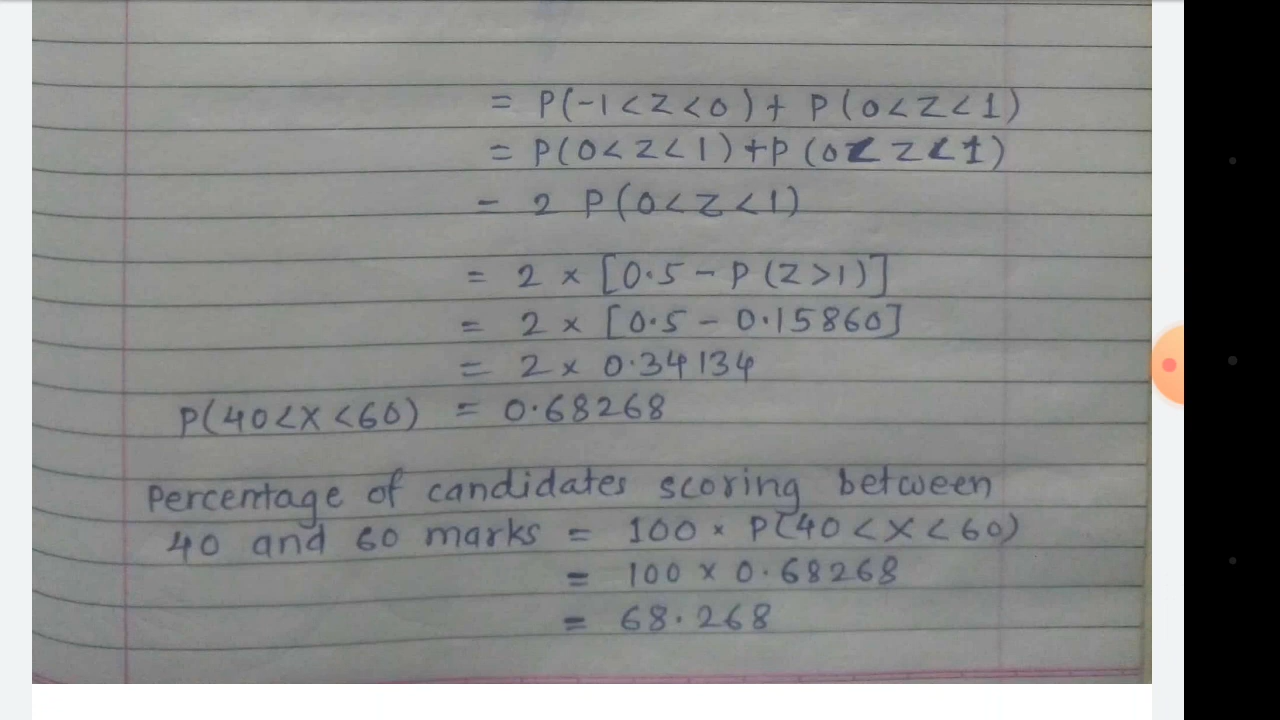 = P(-1<Z<0)+ P(0<Z<1)
= P(0<Z<1)+P(0<Z<1)
- 2 P(0<Z<1)
= 2 × [0.5 - P(Z>1)]
= 2 × [0.5 - 0.15860]
= 2 × 0.34134
P(40<X<60) = 0.68268
Percentage of candidates scoring between
40 and 60 marks = 100 × P(40<X<60)
= 100 × 0.68268
= 68.268